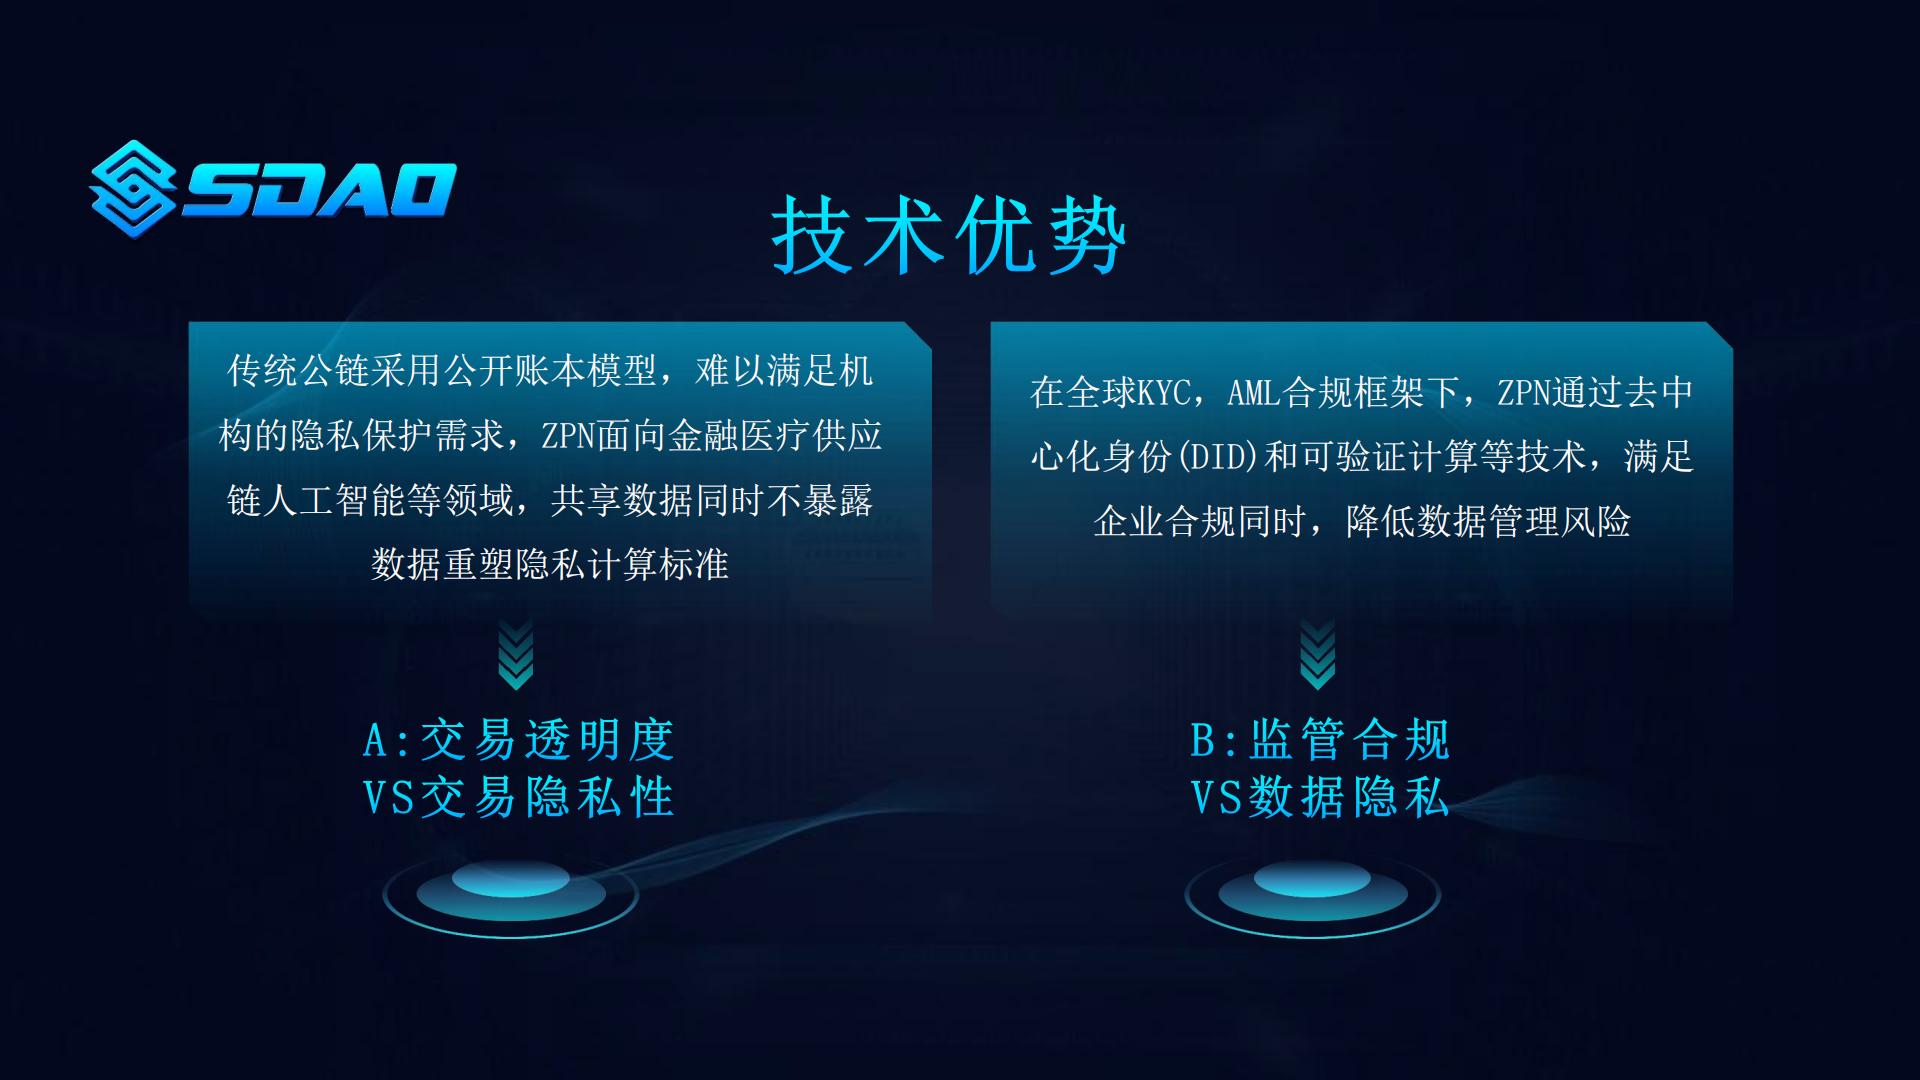 SDAO
技术优势
传统公链采用公开账本模型，难以满足机
构的隐私保护需求，ZPN面向金融医疗供应
链人工智能等领域，共享数据同时不暴露
数据重塑隐私计算标准
在全球KYC，AML合规框架下，ZPN通过去中
心化身份(DID)和可验证计算等技术，满足
企业合规同时，降低数据管理风险
A:交易透明度
VS交易隐私性
B:监管合规
VS数据隐私